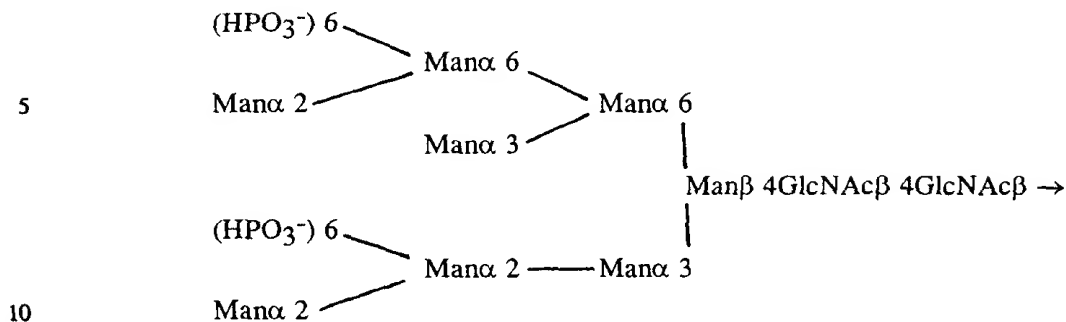 (HPO₃⁻) 6
Manα 6
5 Manα 2 Manα 6
Manα 3
Manβ 4GlcNAcβ 4GlcNAcβ →
(HPO₃⁻) 6
Manα 2 Manα 3
10 Manα 2